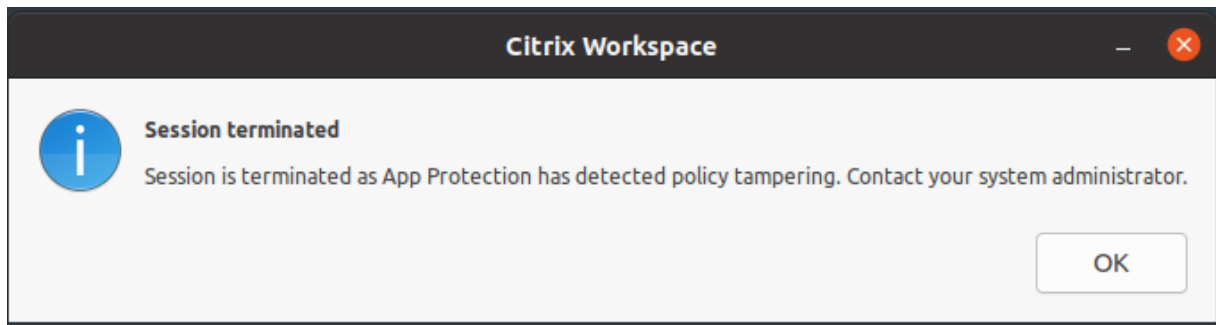 Citrix Workspace
Session terminated
Session is terminated as App Protection has detected policy tampering. Contact your system administrator.
OK